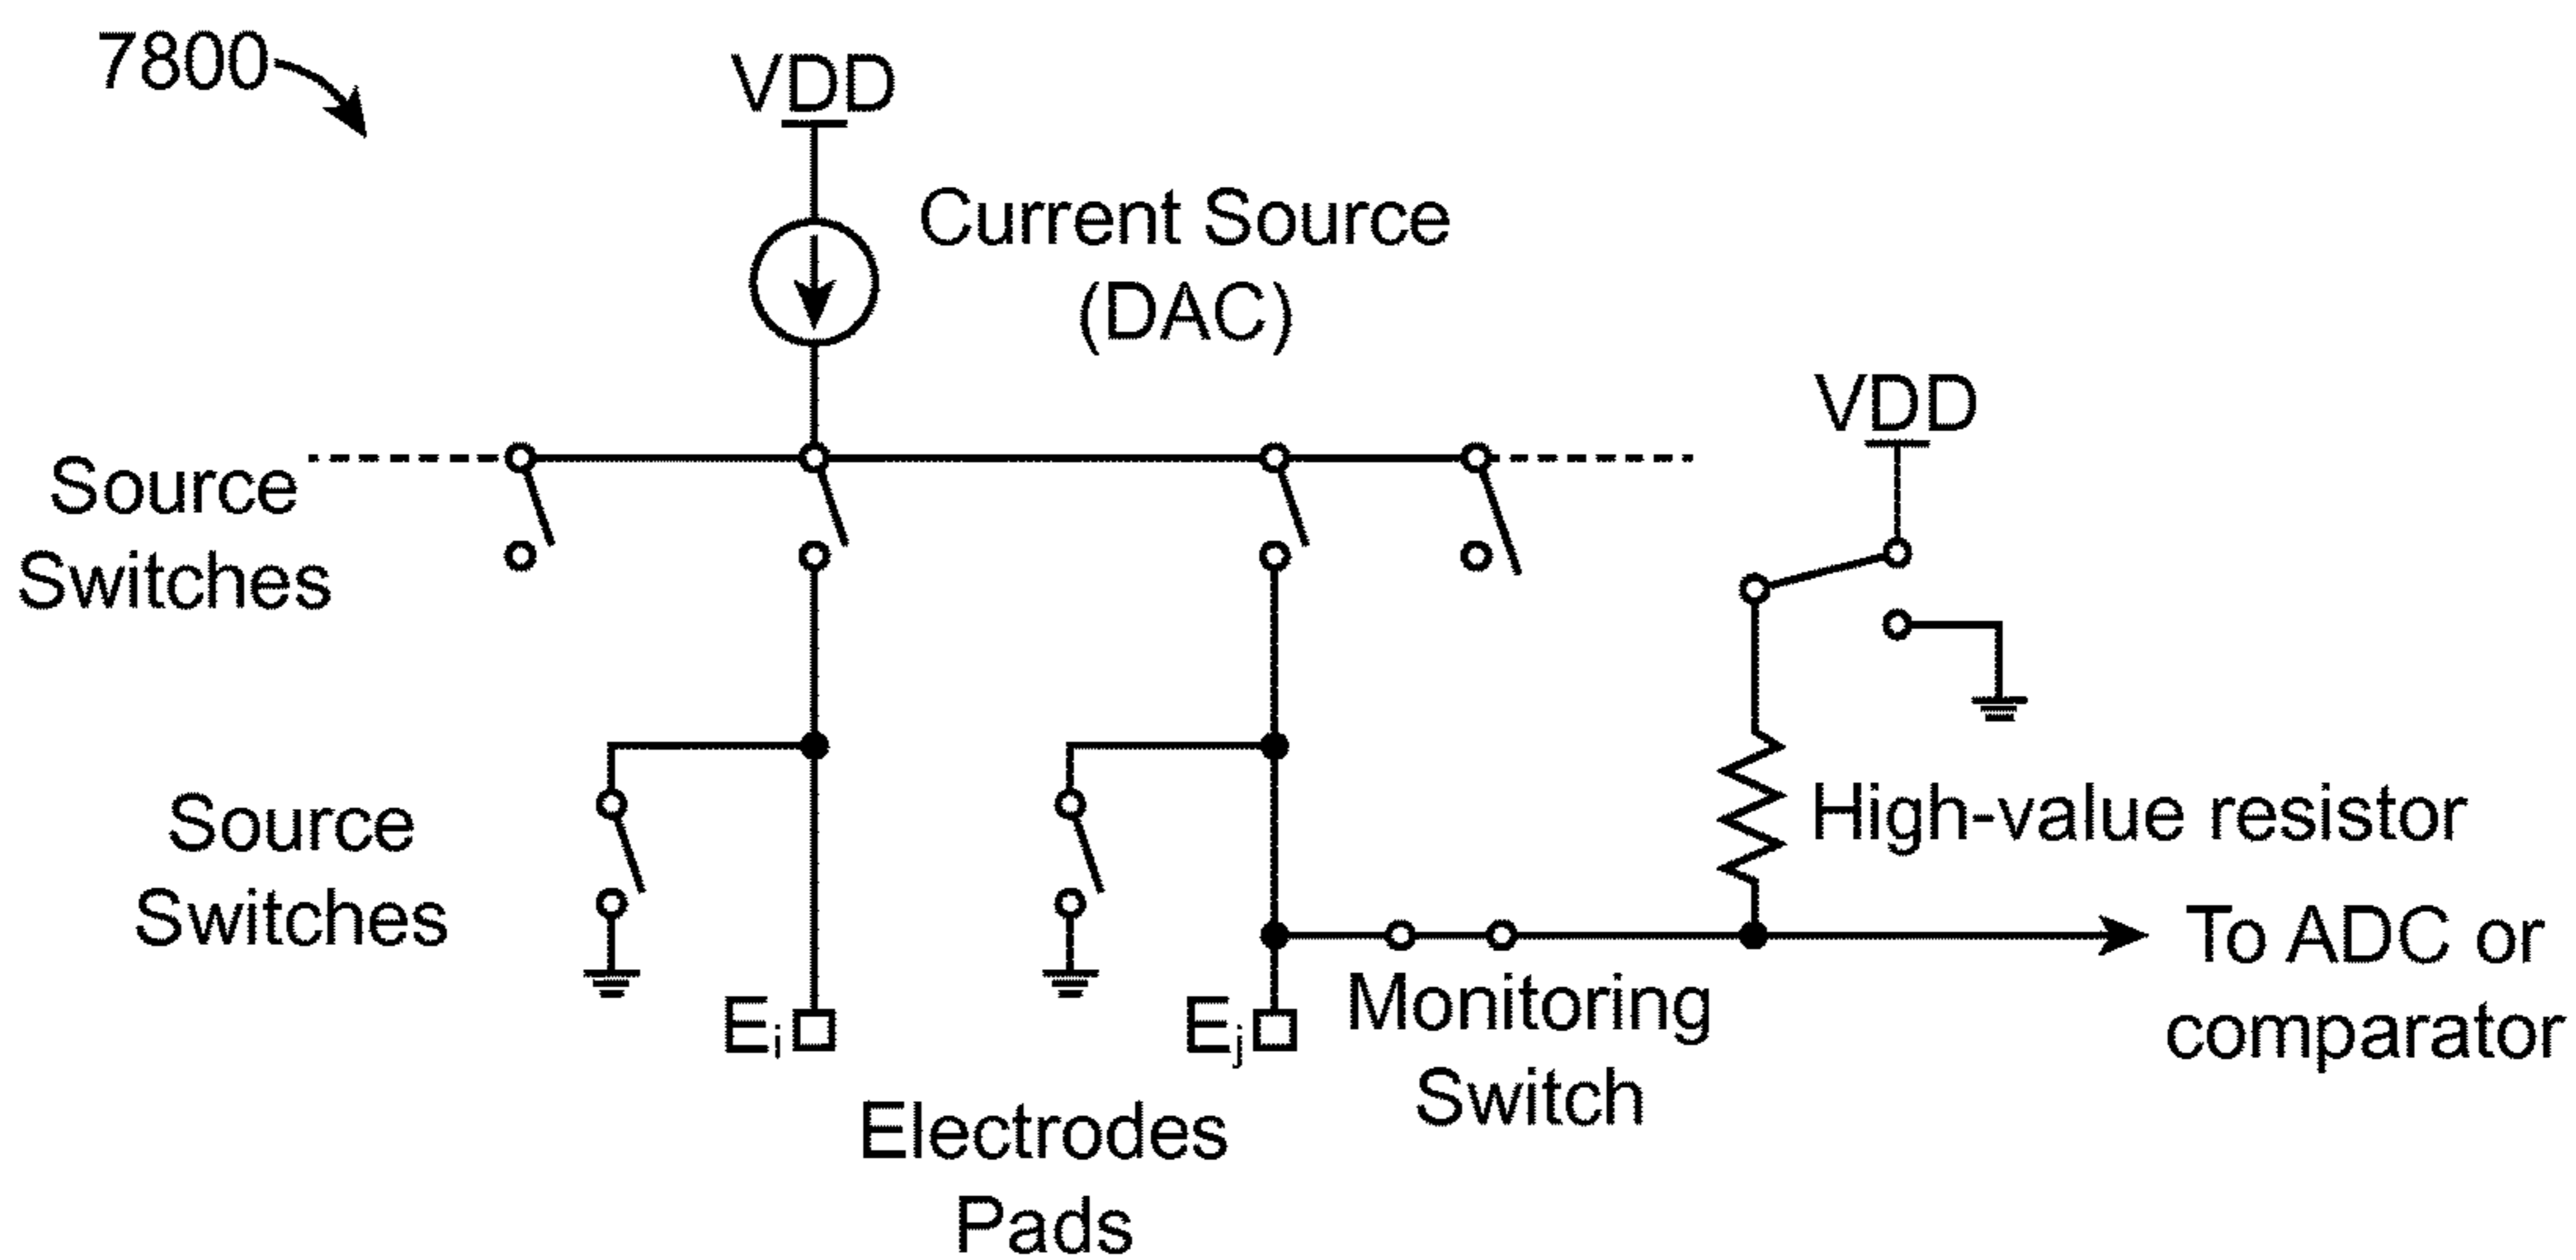 7800
VDD
Current Source
(DAC)
VDD
Source
Switches
High-value resistor
Source
Switches
To ADC or
comparator
Ei
Ej
Monitoring
Switch
Electrodes
Pads